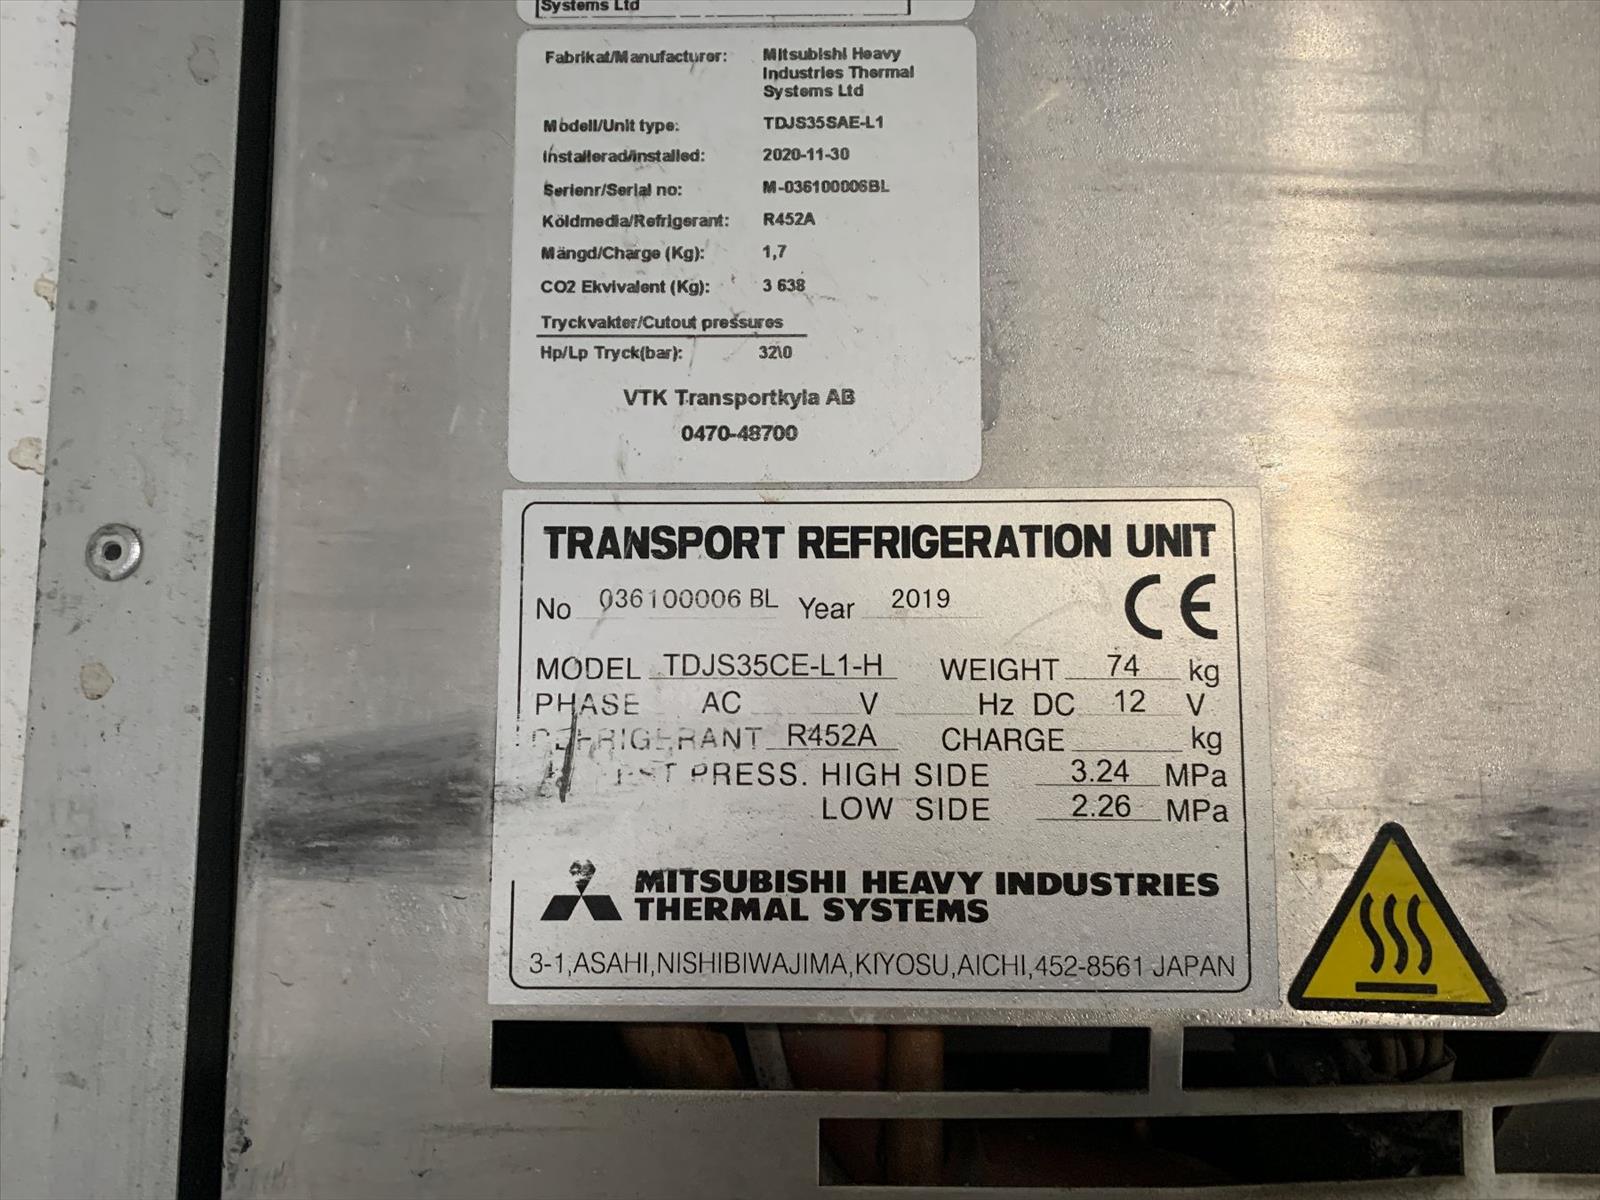 Systems Ltd
Fabrikat/Manufacturer: Mitsubishi Heavy
Industries Thermal
Systems Ltd
Modell/Unit type: TDJS35SAE-L1
Installerad/Installed: 2020-11-30
Serienr/Serial no: M-036100006BL
Köldmedia/Refrigerant: R452A
Mängd/Charge (Kg): 1,7
CO2 Ekvivalent (Kg): 3 638
Tryckvakter/Cutout pressures
Hp/Lp Tryck(bar): 32\0
VTK Transportkyla AB
0470-48700
TRANSPORT REFRIGERATION UNIT
No 036100006 BL Year 2019 CE
MODEL TDJS35CE-L1-H WEIGHT 74 kg
PHASE AC V Hz DC 12 V
REFRIGERANT R452A CHARGE kg
PRESS. HIGH SIDE 3.24 MPa
LOW SIDE 2.26 MPa
MITSUBISHI HEAVY INDUSTRIES
THERMAL SYSTEMS
3-1,ASAHI,NISHIBIWAJIMA,KIYOSU,AICHI,452-8561 JAPAN